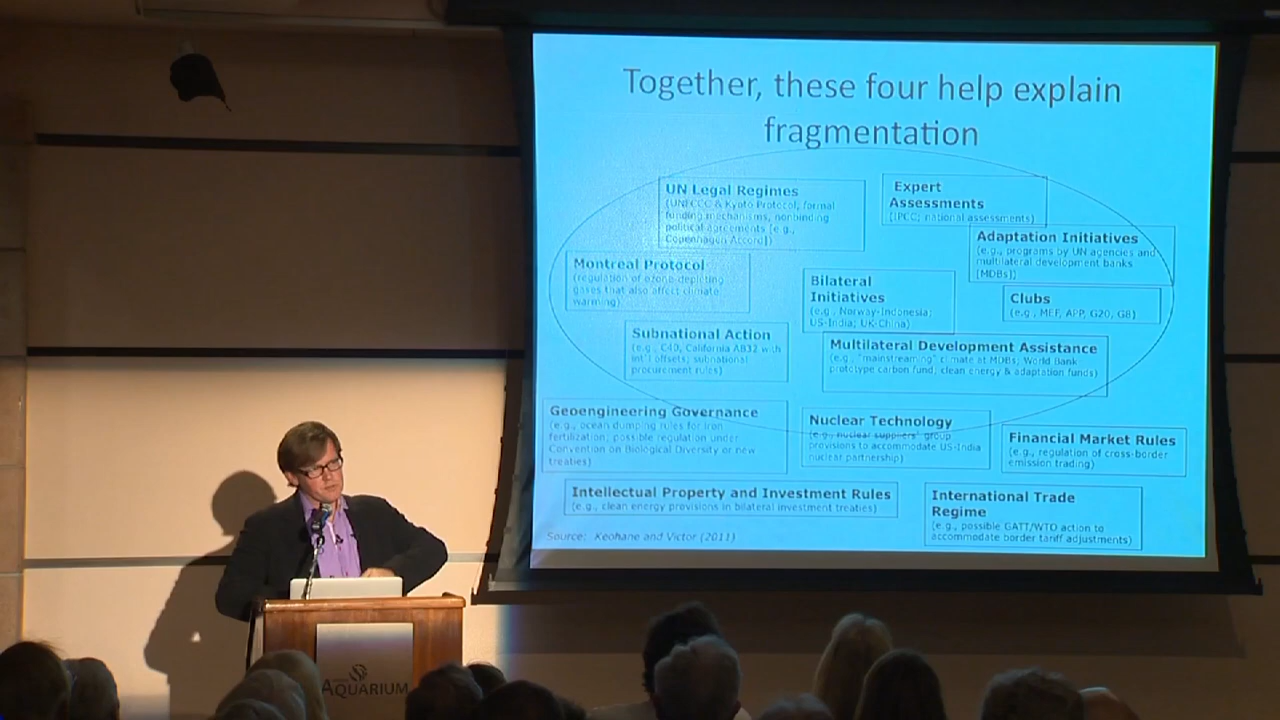 Together, these four help explain
fragmentation
UN Legal Regimes
(UNFCCC & Kyoto Protocol, formal
funding mechanisms, nonbinding
political agreements [e.g.,
Copenhagen Accord])
Expert
Assessments
(IPCC; national assessments)
Adaptation Initiatives
(e.g., programs by UN agencies and
multilateral development banks
[MDBs])
Montreal Protocol
(regulation of ozone-depleting
gases that also affect climate
warming)
Bilateral
Initiatives
(e.g., Norway-Indonesia;
US-India; UK-China)
Clubs
(e.g., MEF, APP, G20, G8)
Subnational Action
(e.g., C40, California AB32 with
int'l offsets; subnational
procurement rules)
Multilateral Development Assistance
(e.g., "mainstreaming" climate at MDBs; World Bank
prototype carbon fund; clean energy & adaptation funds)
Geoengineering Governance
(e.g., ocean dumping rules for iron
fertilization; possible regulation under
Convention on Biological Diversity or new
treaties)
Nuclear Technology
(e.g., nuclear suppliers' group
provisions to accommodate US-India
nuclear partnership)
Financial Market Rules
(e.g., regulation of cross-border
emission trading)
Intellectual Property and Investment Rules
(e.g., clean energy provisions in bilateral investment treaties)
International Trade
Regime
(e.g., possible GATT/WTO action to
accommodate border tariff adjustments)
Source: Keohane and Victor (2011)
AQUARIUM